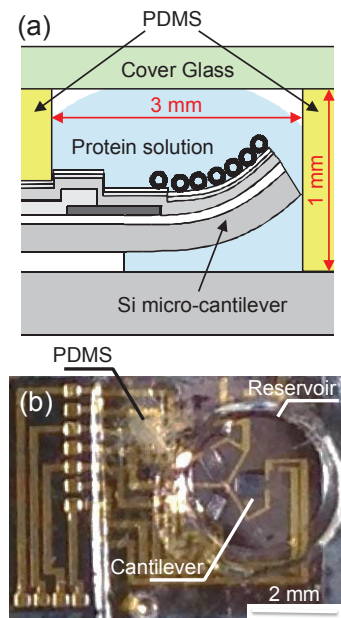 (a)
PDMS
Cover Glass
3 mm
Protein solution
1 mm
Si micro-cantilever
PDMS
(b)
Reservoir
Cantilever
2 mm